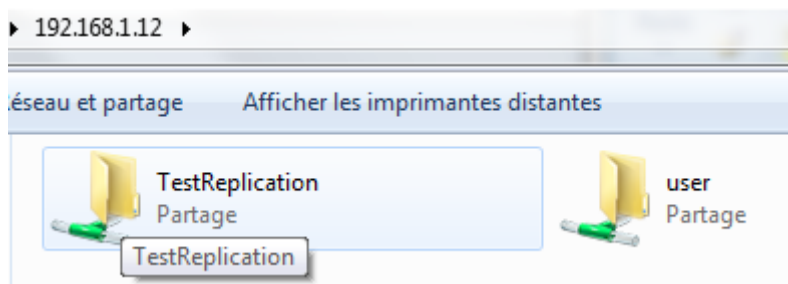 192.168.1.12
éseau et partage Afficher les imprimantes distantes
TestReplication user
Partage Partage
TestReplication